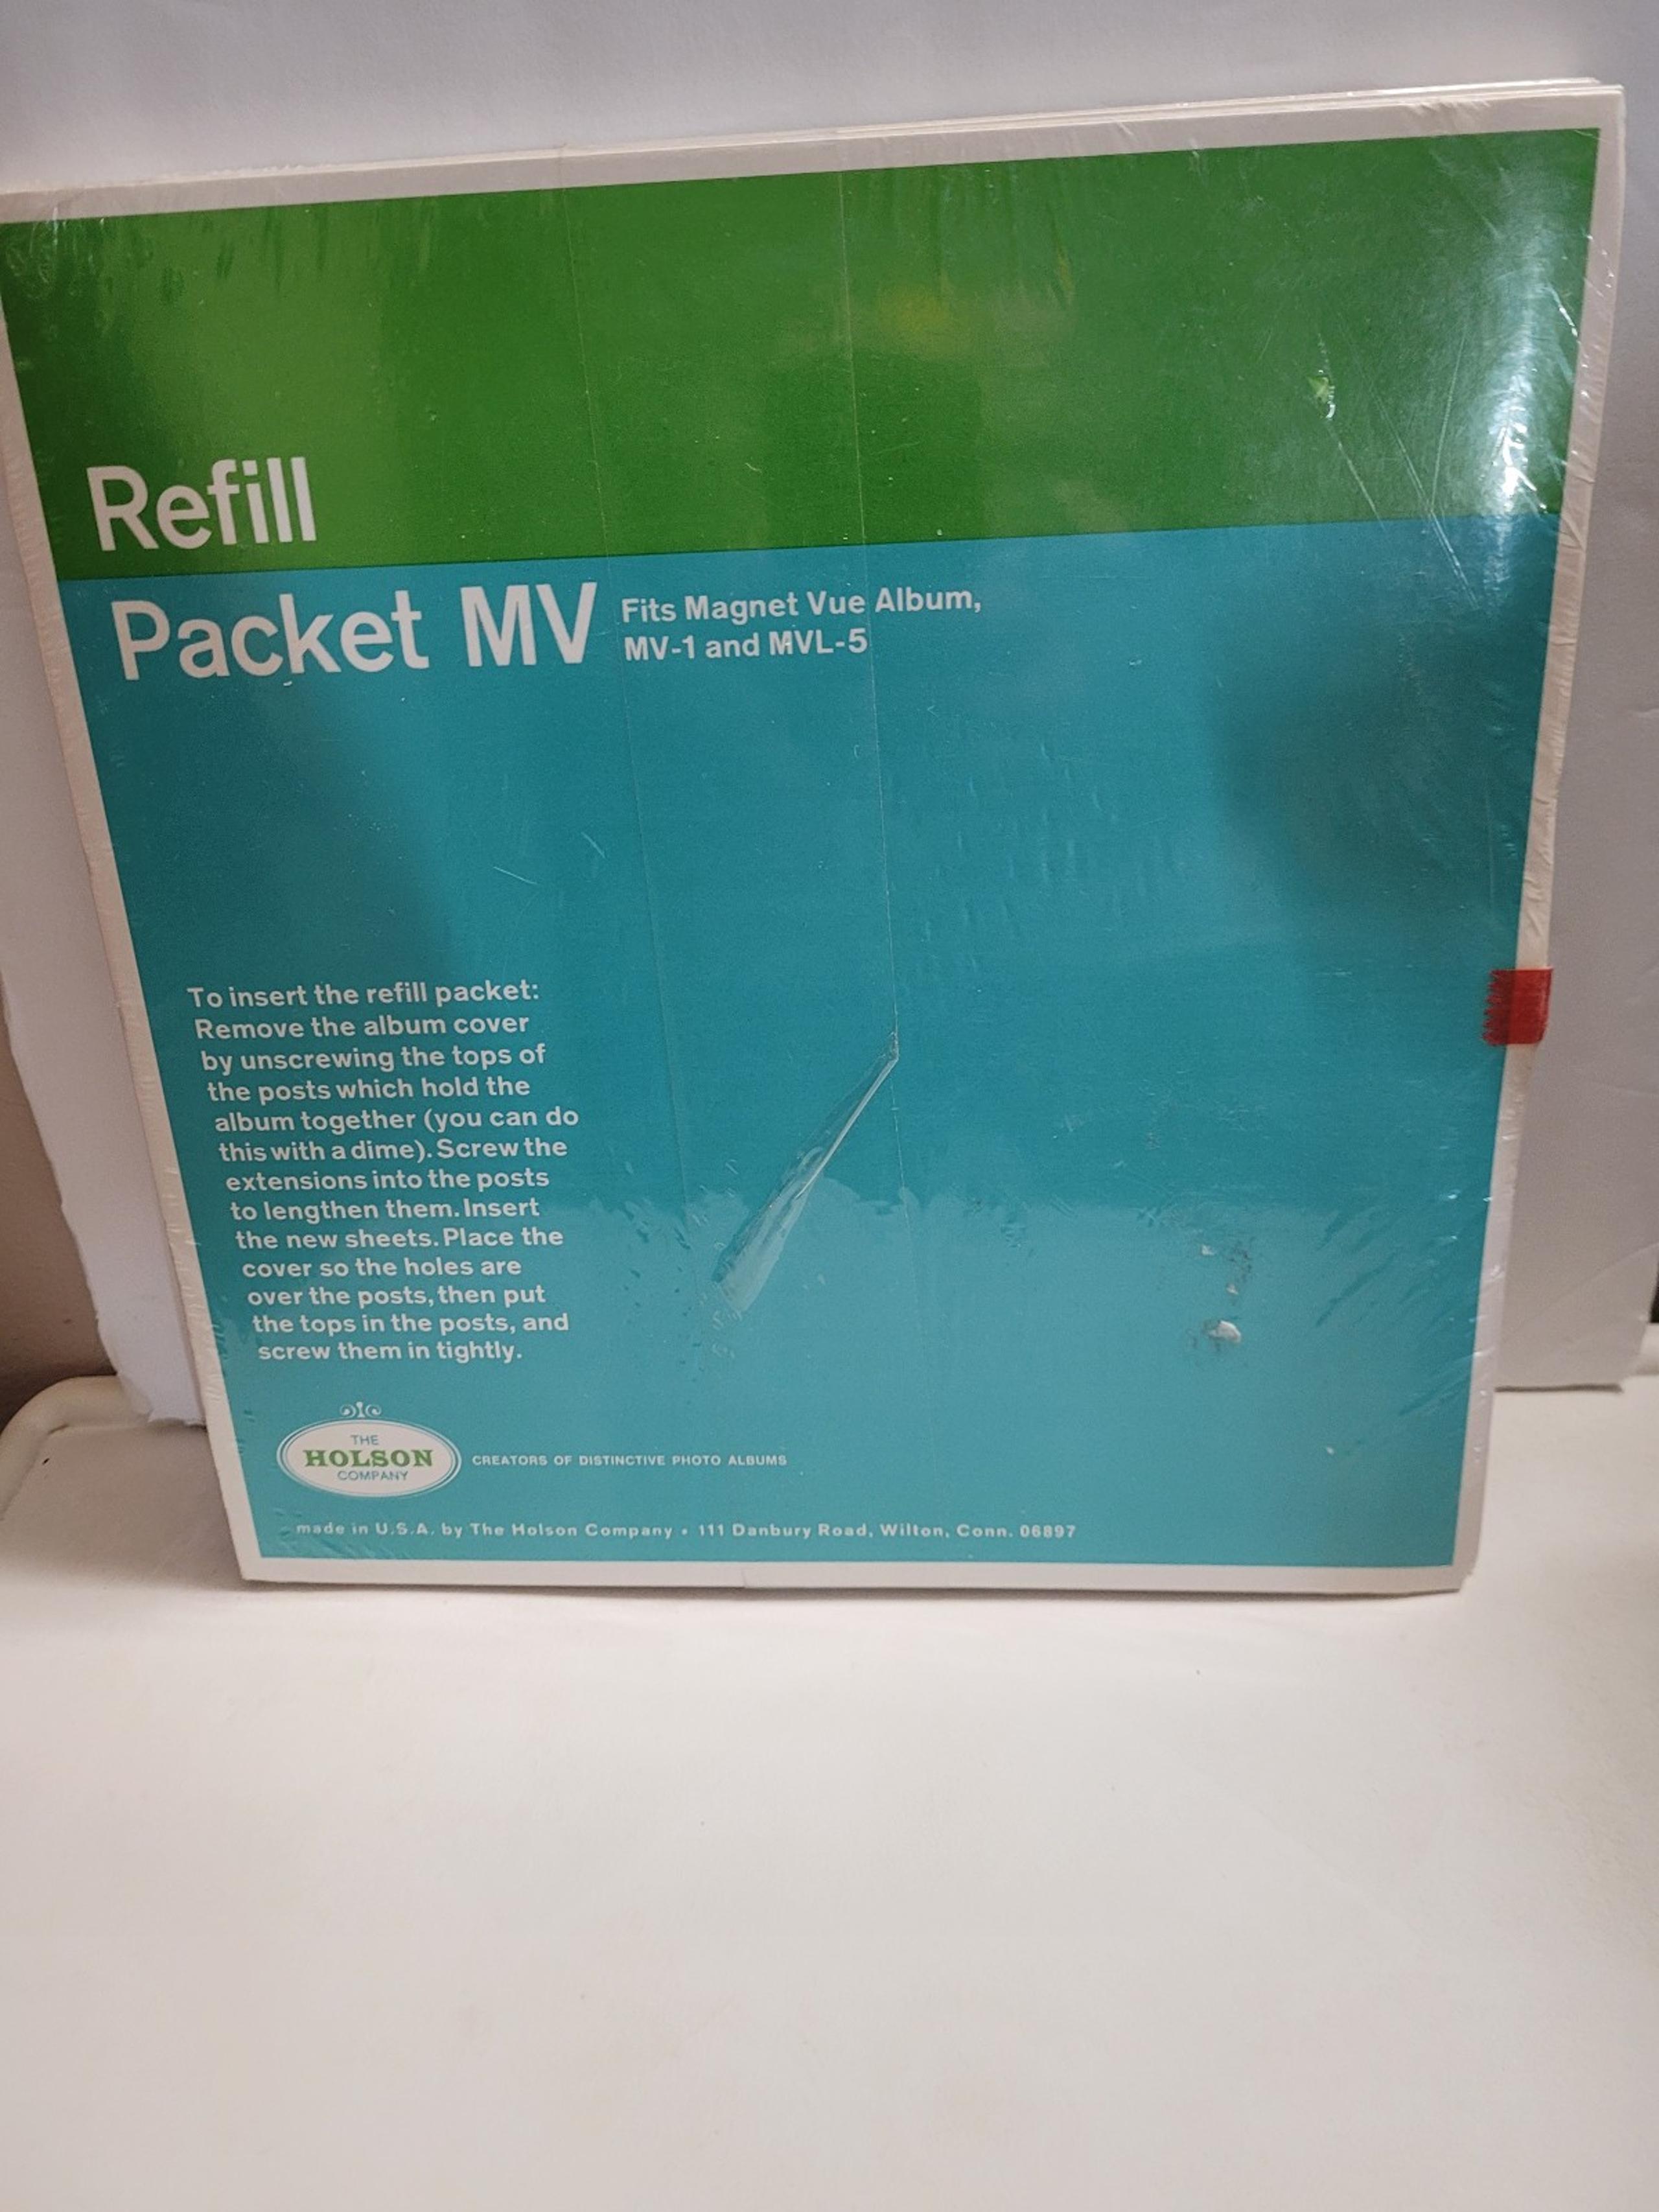 Refill
Packet MV
Fits Magnet Vue Album,
MV-1 and MVL-5
To insert the refill packet:
Remove the album cover
by unscrewing the tops of
the posts which hold the
album together (you can do
this with a dime). Screw the
extensions into the posts
to lengthen them. Insert
the new sheets. Place the
cover so the holes are
over the posts, then put
the tops in the posts, and
screw them in tightly.
THE
HOLSON
COMPANY
CREATORS OF DISTINCTIVE PHOTO ALBUMS
made in U.S.A. by The Holson Company • 111 Danbury Road, Wilton, Conn. 06897